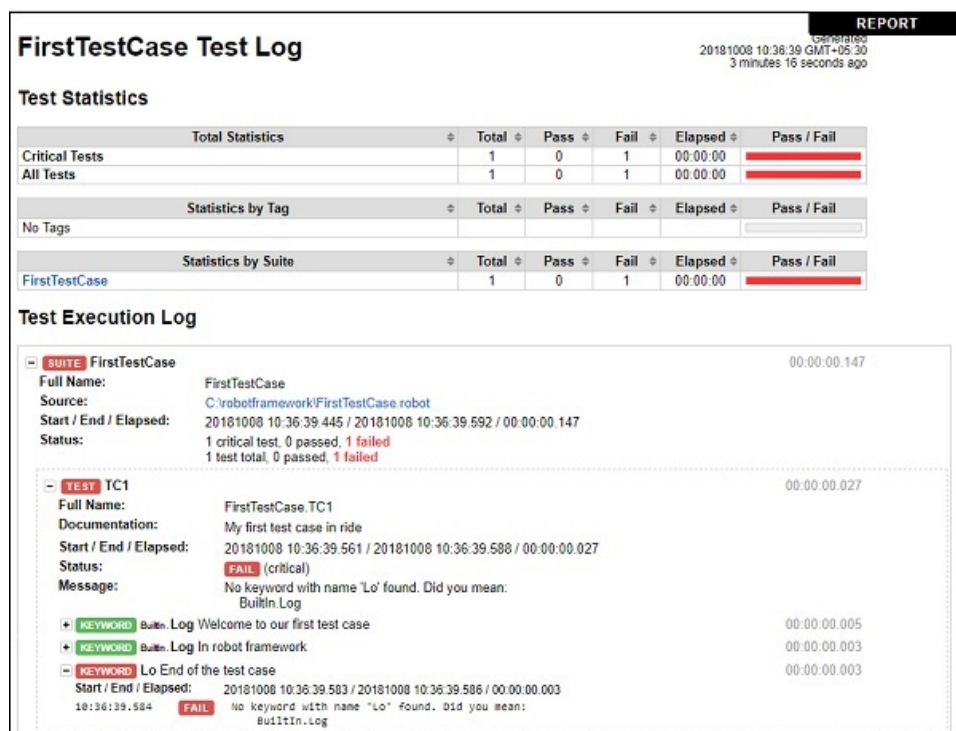 REPORT
FirstTestCase Test Log
Generated
20181008 10:36:39 GMT+05:30
3 minutes 16 seconds ago
Test Statistics
Total Statistics Total Pass Fail Elapsed Pass / Fail
Critical Tests 1 0 1 00:00:00
All Tests 1 0 1 00:00:00
Statistics by Tag Total Pass Fail Elapsed Pass / Fail
No Tags
Statistics by Suite Total Pass Fail Elapsed Pass / Fail
FirstTestCase 1 0 1 00:00:00
Test Execution Log
- SUITE FirstTestCase 00:00:00.147
Full Name: FirstTestCase
Source: C:\robotframework\FirstTestCase.robot
Start / End / Elapsed: 20181008 10:36:39.445 / 20181008 10:36:39.592 / 00:00:00.147
Status: 1 critical test, 0 passed, 1 failed
1 test total, 0 passed, 1 failed
- TEST TC1 00:00:00.027
Full Name: FirstTestCase.TC1
Documentation: My first test case in ride
Start / End / Elapsed: 20181008 10:36:39.561 / 20181008 10:36:39.588 / 00:00:00.027
Status: FAIL (critical)
Message: No keyword with name 'Lo' found. Did you mean:
BuiltIn.Log
+ KEYWORD BuiltIn.Log Welcome to our first test case 00:00:00.005
+ KEYWORD BuiltIn.Log In robot framework 00:00:00.003
- KEYWORD Lo End of the test case 00:00:00.003
Start / End / Elapsed: 20181008 10:36:39.583 / 20181008 10:36:39.586 / 00:00:00.003
10:36:39.584 FAIL No keyword with name 'Lo' found. Did you mean:
BuiltIn.Log